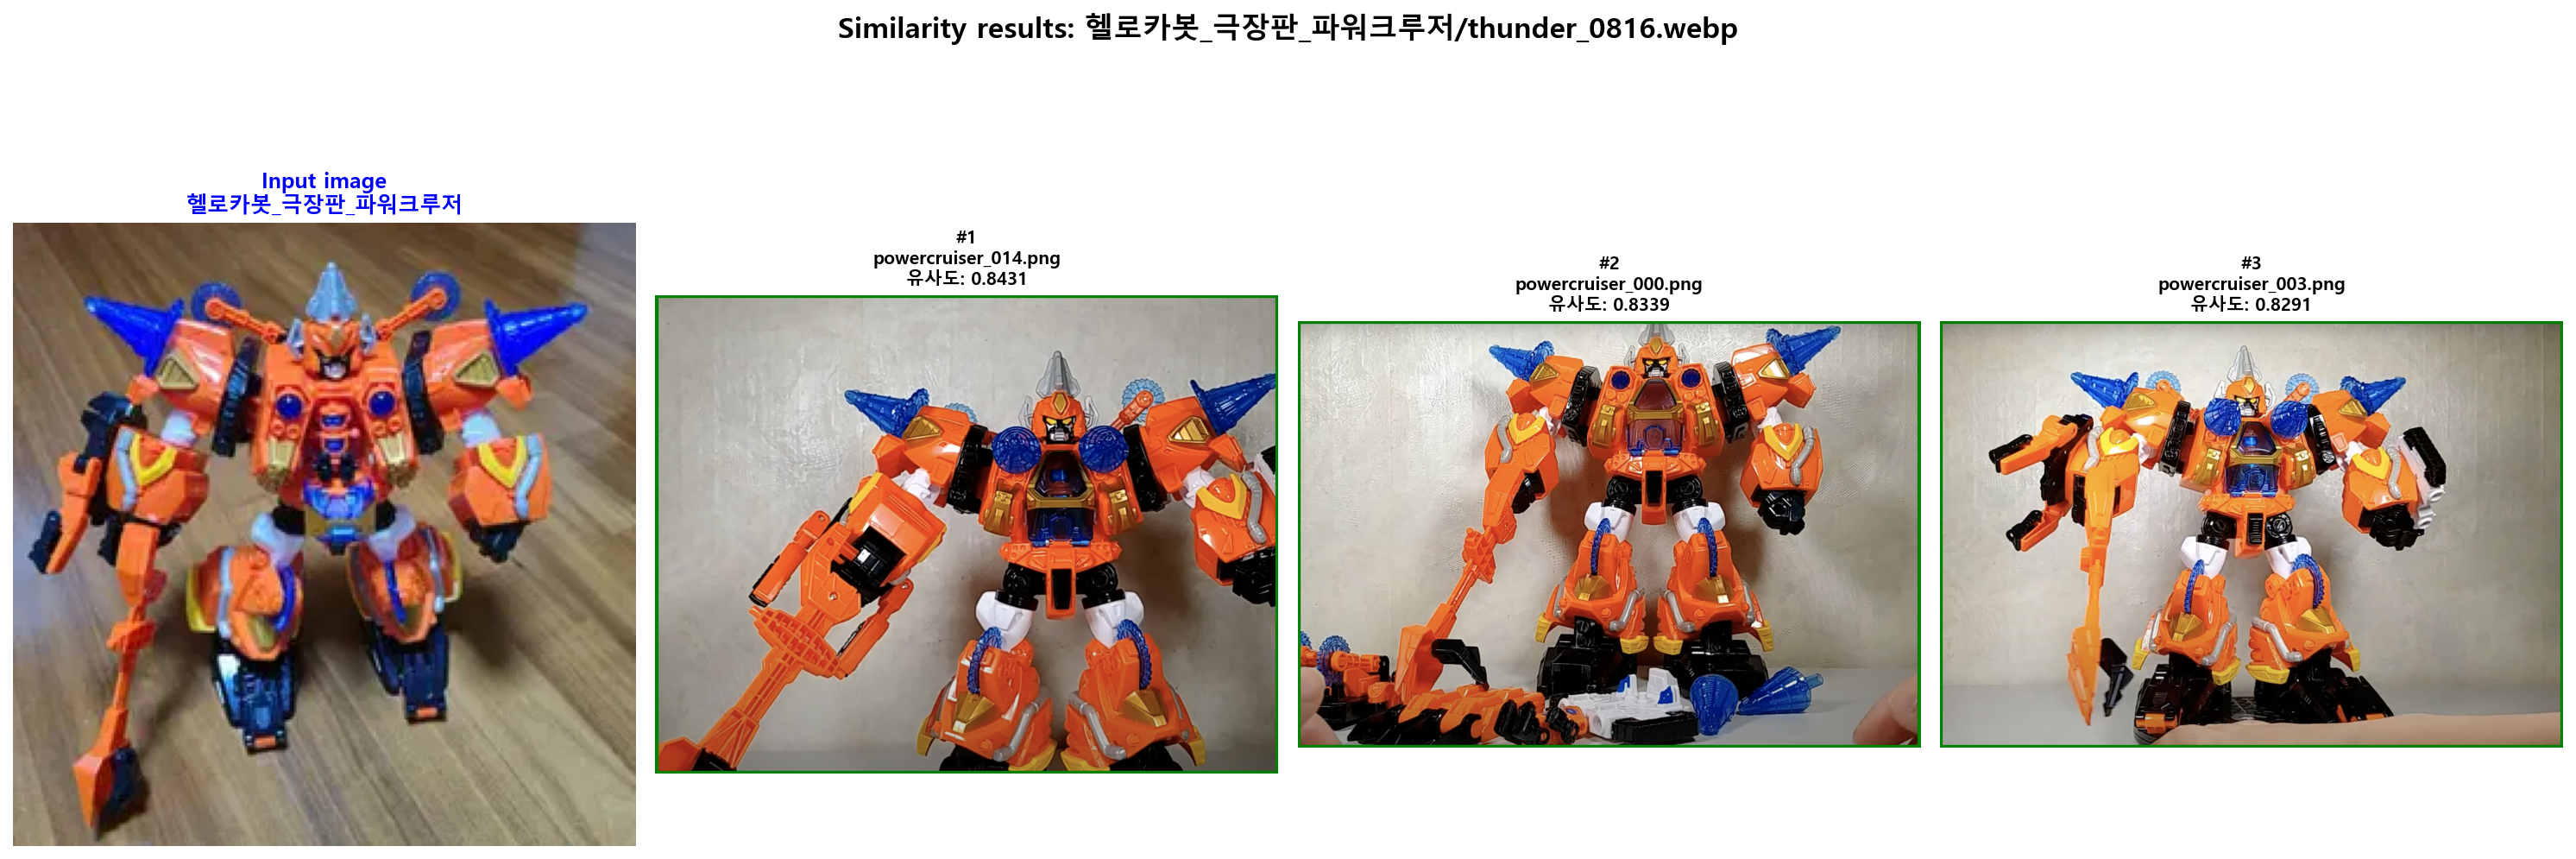 Similarity results: 헬로카봇_극장판_파워크루저/thunder_0816.webp
Input image
헬로카봇_극장판_파워크루저
#1
powercruiser_014.png
유사도: 0.8431
#2
powercruiser_000.png
유사도: 0.8339
#3
powercruiser_003.png
유사도: 0.8291